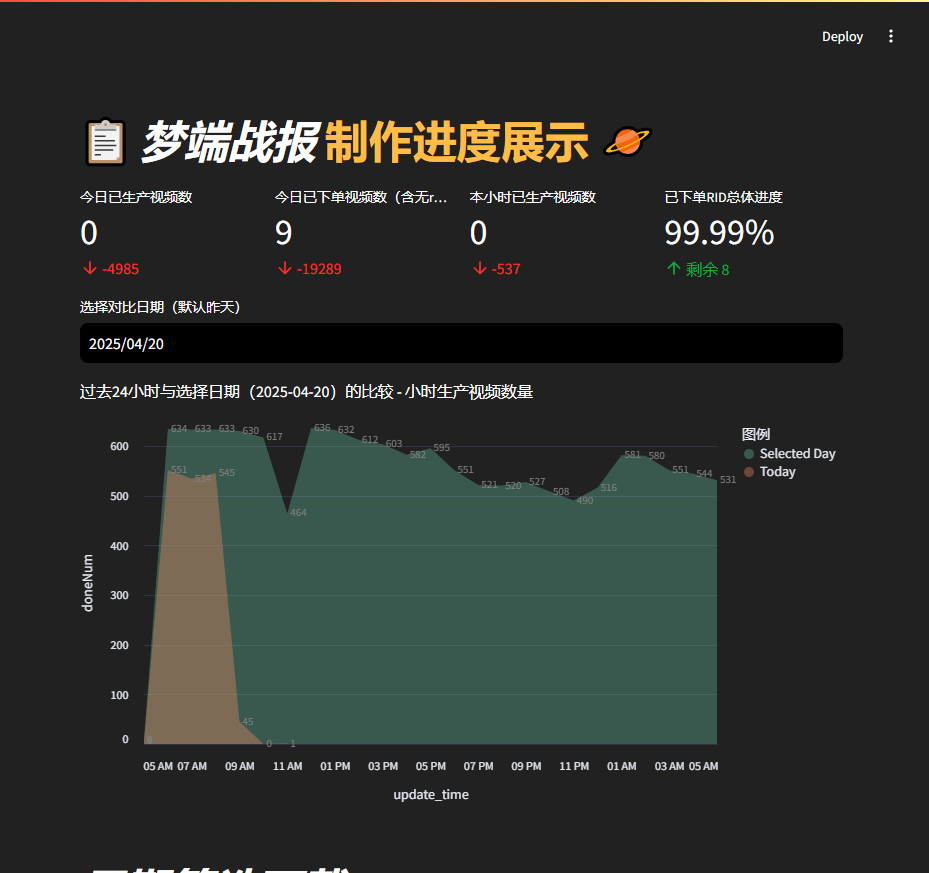 Deploy
梦端战报 制作进度展示
今日已生产视频数
0
-4985
今日已下单视频数（含无r...
9
-19289
本小时已生产视频数
0
-537
已下单RID总体进度
99.99%
剩余 8
选择对比日期（默认昨天）
2025/04/20
过去24小时与选择日期（2025-04-20）的比较 - 小时生产视频数量
图例
Selected Day
Today
634 633 633 630 617 464 636 632 612 603 582 595 551 521 520 527 508 490 516 581 580 551 544 531
0 551 534 545 45 0 1
doneNum
600
500
400
300
200
100
0
05 AM 07 AM 09 AM 11 AM 01 PM 03 PM 05 PM 07 PM 09 PM 11 PM 01 AM 03 AM 05 AM
update_time